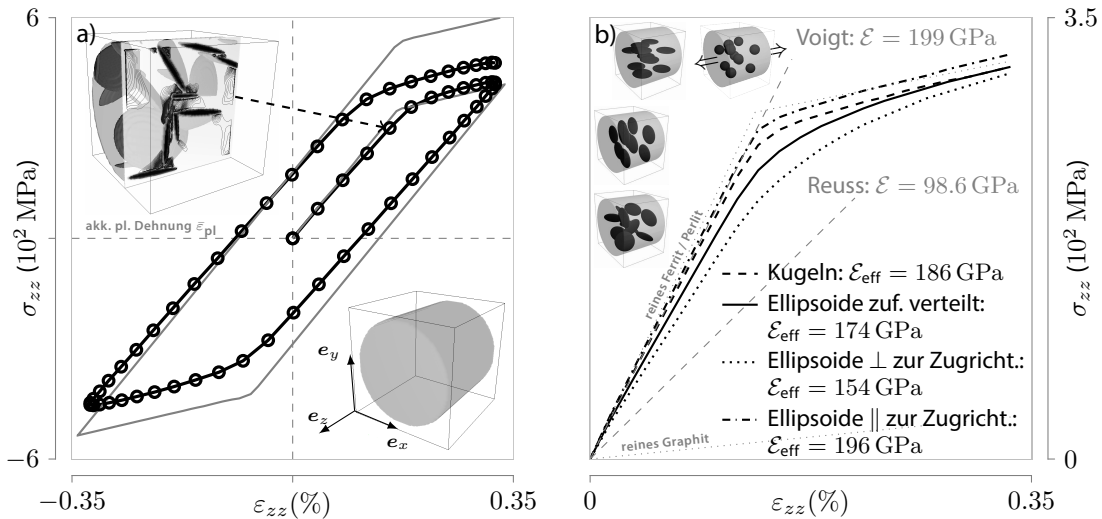 6
a)
akk. pl. Dehnung ε̄pl
σzz (10² MPa)
ey
ez
ex
−6
−0.35
εzz(%)
0.35
b)
Voigt: ℰ = 199 GPa
3.5
Reuss: ℰ = 98.6 GPa
reines Ferrit / Perlit
σzz (10² MPa)
Kugeln: ℰeff = 186 GPa
Ellipsoide zuf. verteilt:
ℰeff = 174 GPa
Ellipsoide ⊥ zur Zugricht.:
ℰeff = 154 GPa
Ellipsoide ∥ zur Zugricht.:
ℰeff = 196 GPa
reines Graphit
0
0
εzz(%)
0.35